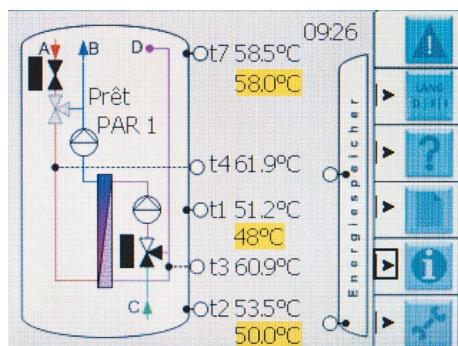 09:26
A B D
t7 58.5°C
58.0°C
Prêt
PAR 1
t4 61.9°C
t1 51.2°C
48°C
t3 60.9°C
C
t2 53.5°C
50.0°C
Energiespeicher
LANG
D F I
?
i